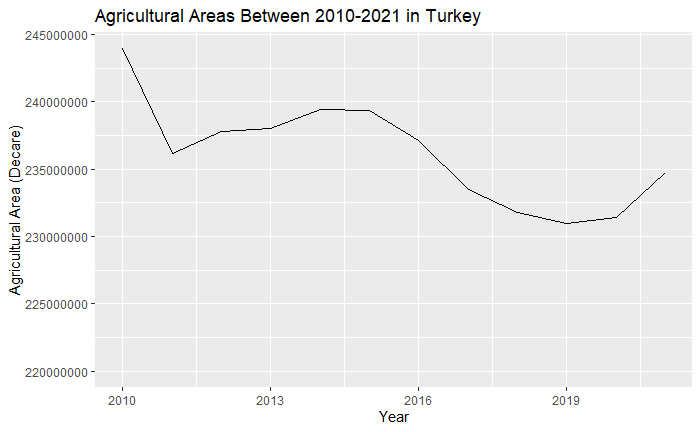 Agricultural Areas Between 2010-2021 in Turkey
Agricultural Area (Decare)
245000000
240000000
235000000
230000000
225000000
220000000
2010 2013 2016 2019
Year